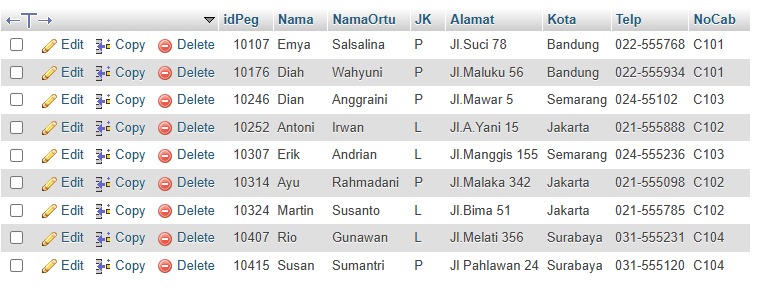 idPeg Nama NamaOrtu JK Alamat Kota Telp NoCab
Edit Copy Delete 10107 Emya Salsalina P Jl.Suci 78 Bandung 022-555768 C101
Edit Copy Delete 10176 Diah Wahyuni P Jl.Maluku 56 Bandung 022-555934 C101
Edit Copy Delete 10246 Dian Anggraini P Jl.Mawar 5 Semarang 024-55102 C103
Edit Copy Delete 10252 Antoni Irwan L Jl.A.Yani 15 Jakarta 021-555888 C102
Edit Copy Delete 10307 Erik Andrian L Jl.Manggis 155 Semarang 024-555236 C103
Edit Copy Delete 10314 Ayu Rahmadani P Jl.Malaka 342 Jakarta 021-555098 C102
Edit Copy Delete 10324 Martin Susanto L Jl.Bima 51 Jakarta 021-555785 C102
Edit Copy Delete 10407 Rio Gunawan L Jl.Melati 356 Surabaya 031-555231 C104
Edit Copy Delete 10415 Susan Sumantri P Jl Pahlawan 24 Surabaya 031-555120 C104